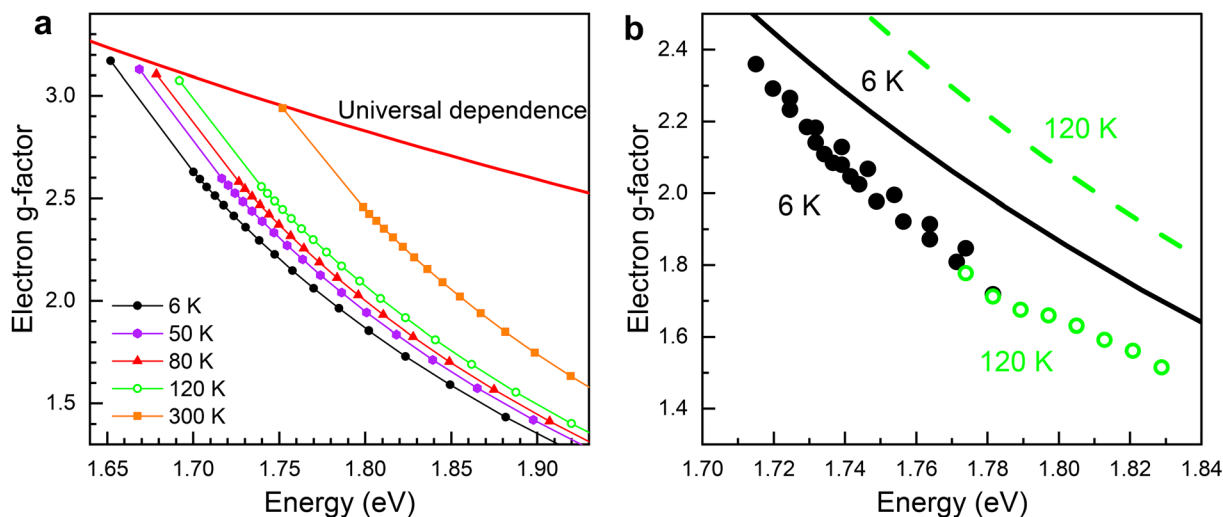 a
Electron g-factor
3.0
2.5
2.0
1.5
Universal dependence
6 K
50 K
80 K
120 K
300 K
1.65 1.70 1.75 1.80 1.85 1.90
Energy (eV)
b
Electron g-factor
2.4
2.2
2.0
1.8
1.6
1.4
6 K
120 K
6 K
120 K
1.70 1.72 1.74 1.76 1.78 1.80 1.82 1.84
Energy (eV)